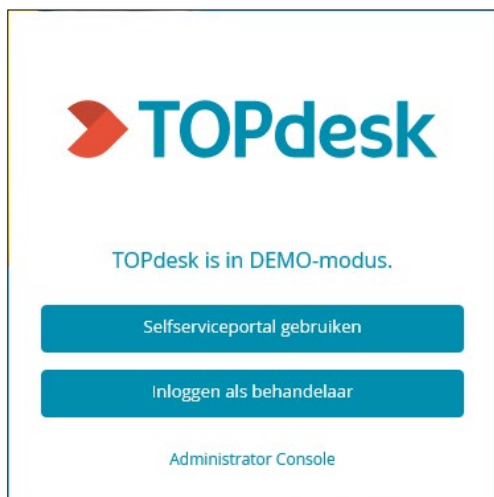 TOPdesk
TOPdesk is in DEMO-modus.
Selfserviceportal gebruiken
Inloggen als behandelaar
Administrator Console